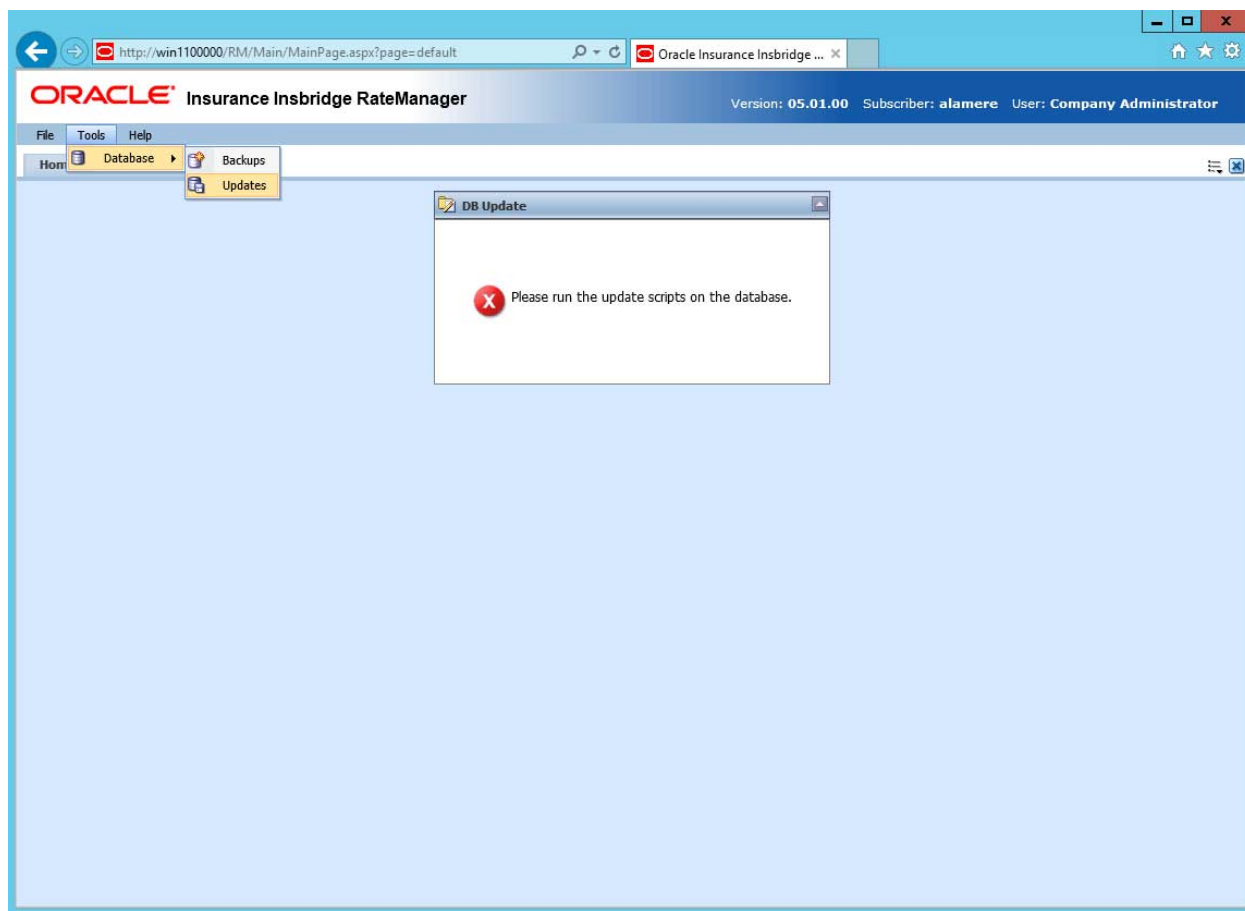 http://win1100000/RM/Main/MainPage.aspx?page=default
Oracle Insurance Insbridge ...
ORACLE Insurance Insbridge RateManager
Version: 05.01.00 Subscriber: alamere User: Company Administrator
File Tools Help
Hom
Database
Backups
Updates
DB Update
Please run the update scripts on the database.